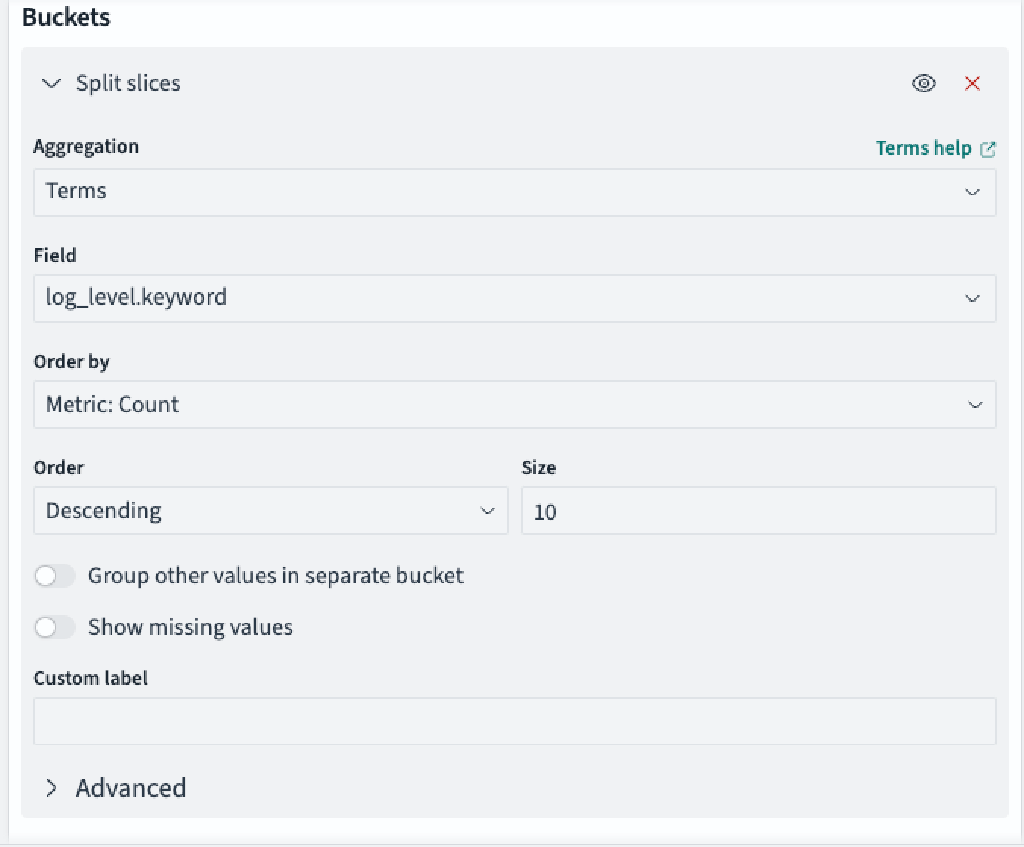 Buckets
Split slices
Aggregation
Terms help
Terms
Field
log_level.keyword
Order by
Metric: Count
Order
Size
Descending
10
Group other values in separate bucket
Show missing values
Custom label
Advanced